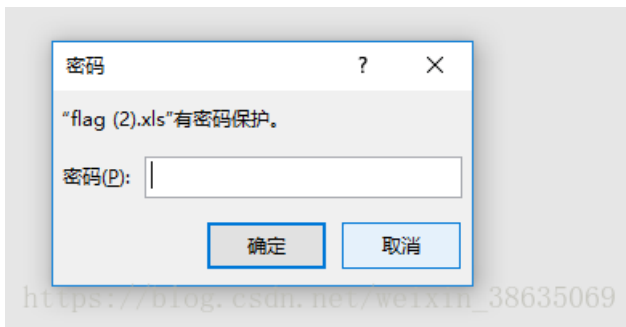 密码 ? ×
“flag (2).xls”有密码保护。
密码(P):
确定 取消
https://blog.csdn.net/weixin_38635069